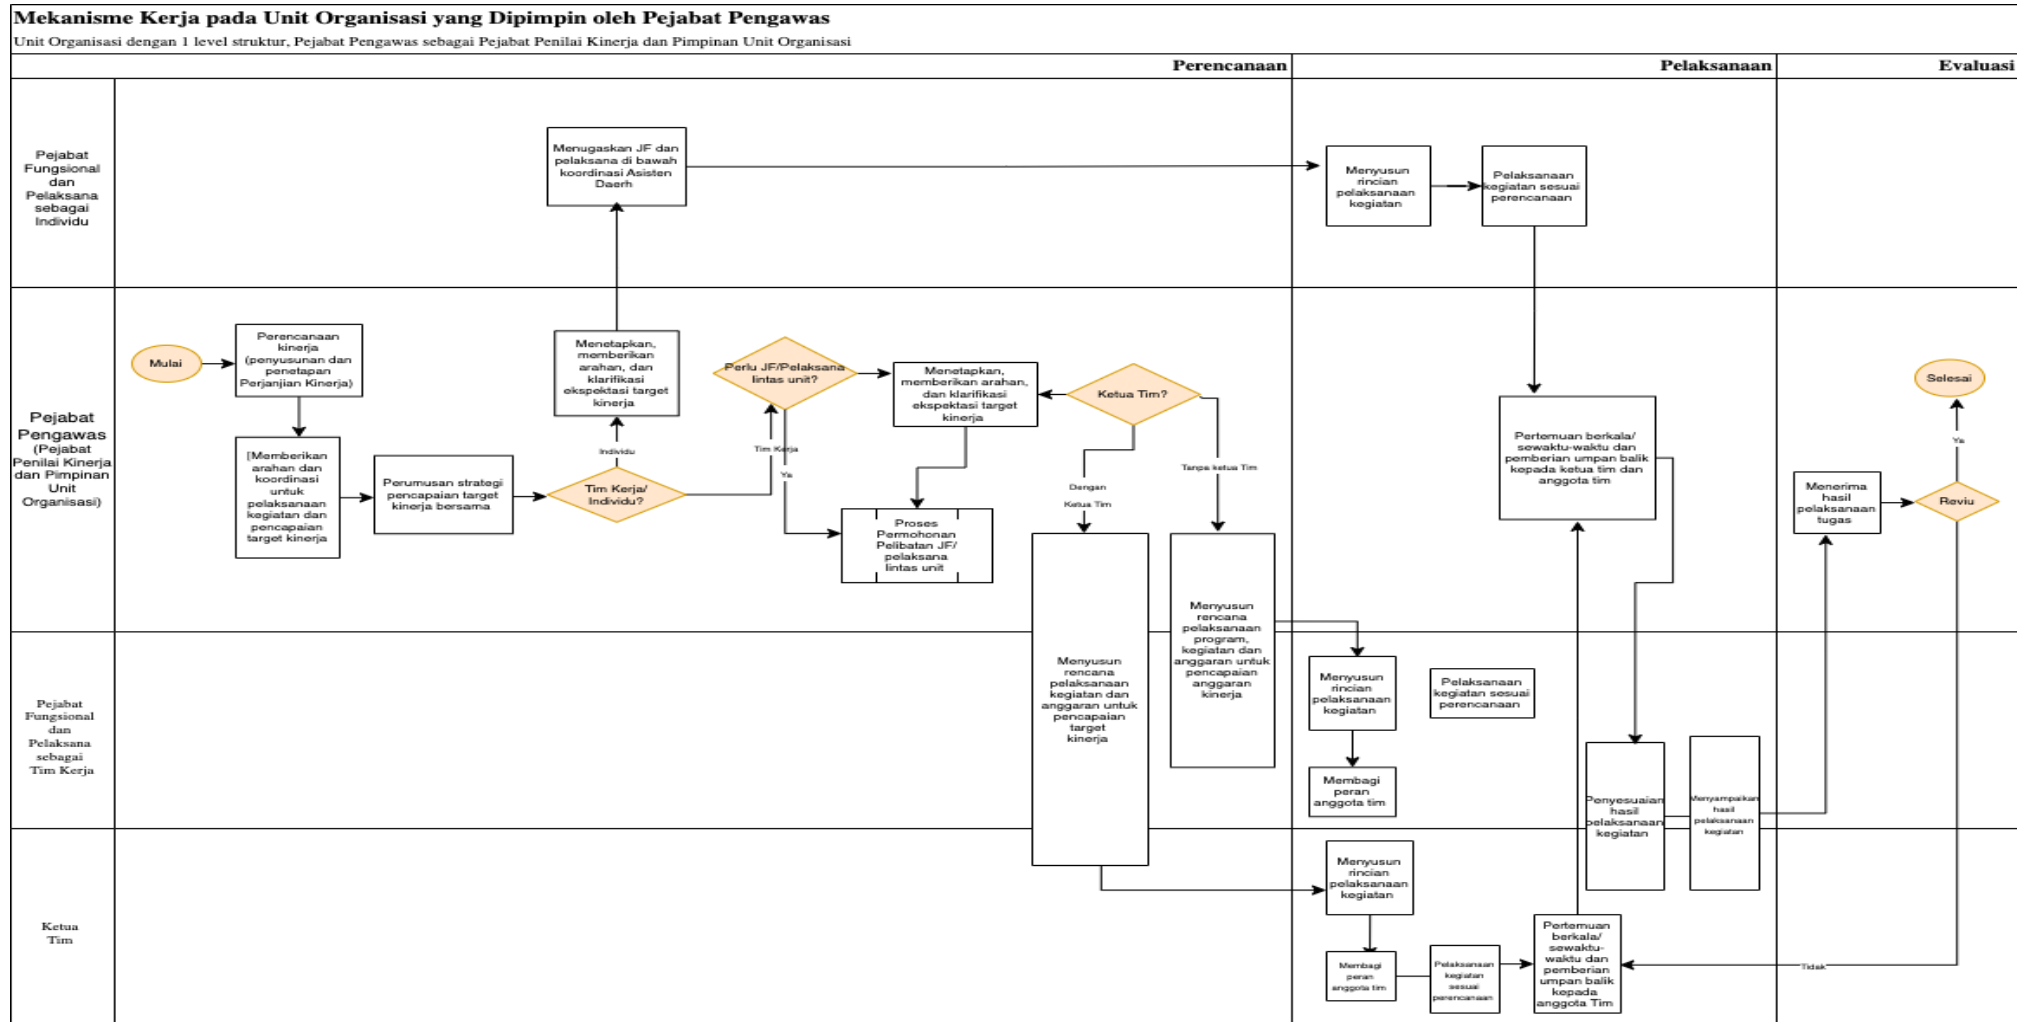 Mekanisme Kerja pada Unit Organisasi yang Dipimpin oleh Pejabat Pengawas
Unit Organisasi dengan 1 level struktur, Pejabat Pengawas sebagai Pejabat Penilai Kinerja dan Pimpinan Unit Organisasi
Perencanaan
Pelaksanaan
Evaluasi
Pejabat
Fungsional
dan
Pelaksana
sebagai
Individu
Menugaskan JF dan
pelaksana di bawah
koordinasi Asisten
Daerh
Menyusun
rincian
pelaksanaan
kegiatan
Pelaksanaan
kegiatan sesuai
perencanaan
Pejabat
Pengawas
(Pejabat
Penilai Kinerja
dan Pimpinan
Unit
Organisasi)
Mulai
Perencanaan
kinerja
(penyusunan dan
penetapan
Perjanjian Kinerja)
[Memberikan
arahan dan
koordinasi
untuk
pelaksanaan
kegiatan dan
pencapaian
target kinerja
Perumusan strategi
pencapaian target
kinerja bersama
Menetapkan,
memberikan
arahan, dan
klarifikasi
ekspektasi target
kinerja
Individu
Tim Kerja/
Individu?
Tim Kerja
Perlu JF/Pelaksana
lintas unit?
Ya
Menetapkan,
memberikan arahan,
dan klarifikasi
ekspektasi target
kinerja
Proses
Permohonan
Pelibatan JF/
pelaksana
lintas unit
Ketua Tim?
Dengan
Ketua Tim
Tanpa ketua Tim
Menyusun
rencana
pelaksanaan
kegiatan dan
anggaran untuk
pencapaian
target
kinerja
Menyusun
rencana
pelaksanaan
program,
kegiatan dan
anggaran untuk
pencapaian
anggaran
kinerja
Pertemuan berkala/
sewaktu-waktu dan
pemberian umpan balik
kepada ketua tim dan
anggota tim
Menerima
hasil
pelaksanaan
tugas
Selesai
Ya
Reviu
Pejabat
Fungsional
dan
Pelaksana
sebagai
Tim Kerja
Menyusun
rincian
pelaksanaan
kegiatan
Pelaksanaan
kegiatan sesuai
perencanaan
Membagi
peran
anggota tim
Penyesuaian
hasil
pelaksanaan
kegiatan
Menyampaikan
hasil
pelaksanaan
kegiatan
Ketua
Tim
Menyusun
rincian
pelaksanaan
kegiatan
Membagi
peran
anggota tim
Pelaksanaan
kegiatan
sesuai
perencanaan
Pertemuan
berkala/
sewaktu-
waktu dan
pemberian
umpan balik
kepada
anggota Tim
Tidak